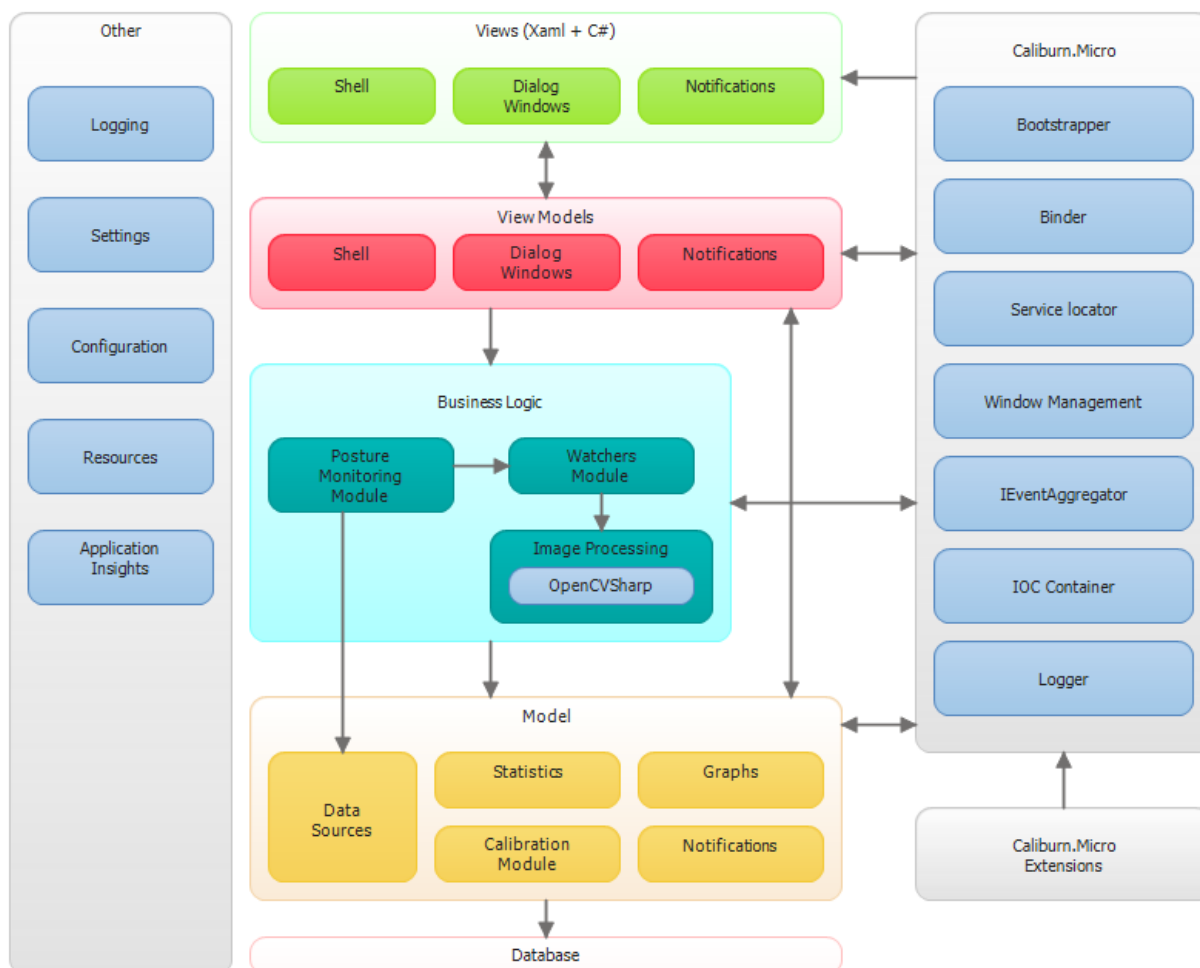 Other
Logging
Settings
Configuration
Resources
Application
Insights
Views (Xaml + C#)
Shell
Dialog
Windows
Notifications
View Models
Shell
Dialog
Windows
Notifications
Business Logic
Posture
Monitoring
Module
Watchers
Module
Image Processing
OpenCVSharp
Model
Data
Sources
Statistics
Graphs
Calibration
Module
Notifications
Database
Caliburn.Micro
Bootstrapper
Binder
Service locator
Window Management
IEventAggregator
IOC Container
Logger
Caliburn.Micro
Extensions